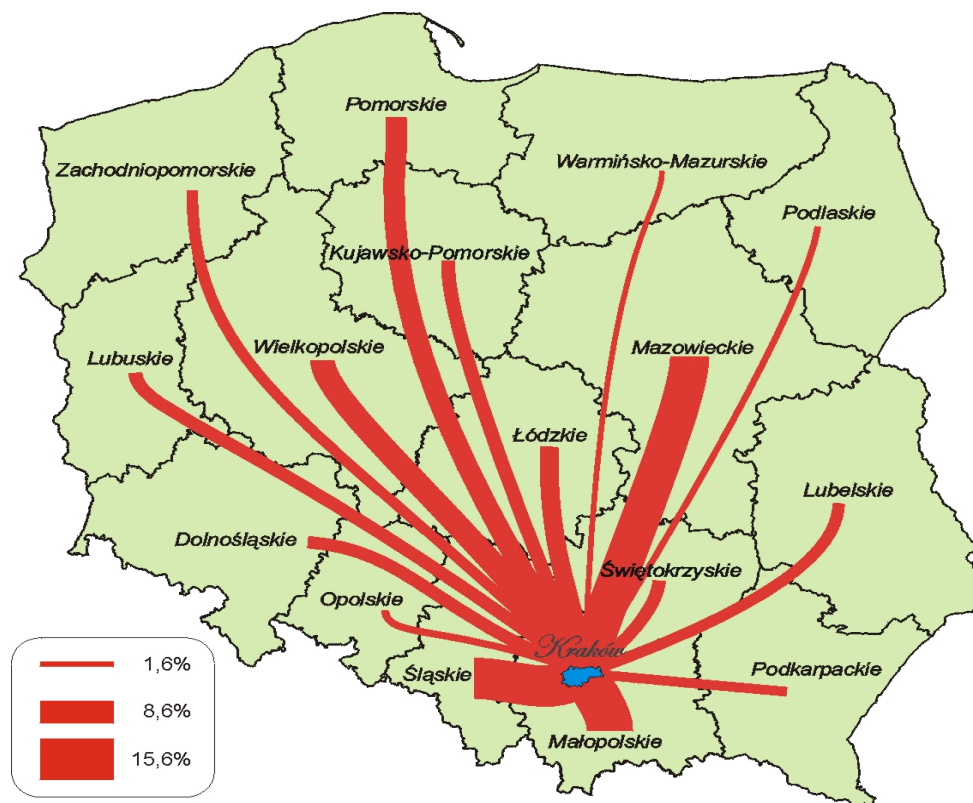 Pomorskie
Warmińsko-Mazurskie
Zachodniopomorskie
Podlaskie
Kujawsko-Pomorskie
Wielkopolskie
Mazowieckie
Lubuskie
Łódzkie
Lubelskie
Dolnośląskie
Świętokrzyskie
Opolskie
Kraków
Śląskie
Podkarpackie
Małopolskie
1,6%
8,6%
15,6%